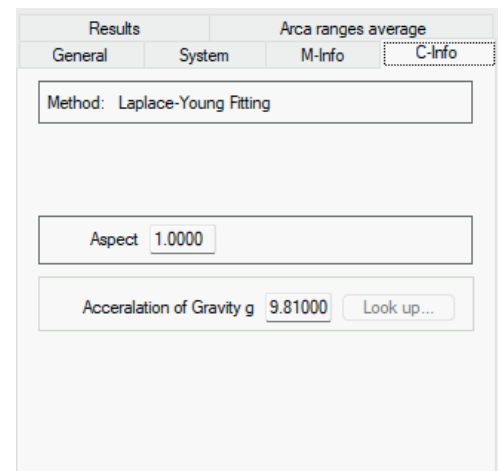 Results Arca ranges average
General System M-Info C-Info
Method: Laplace-Young Fitting
Aspect 1.0000
Acceralation of Gravity g 9.81000 Look up...